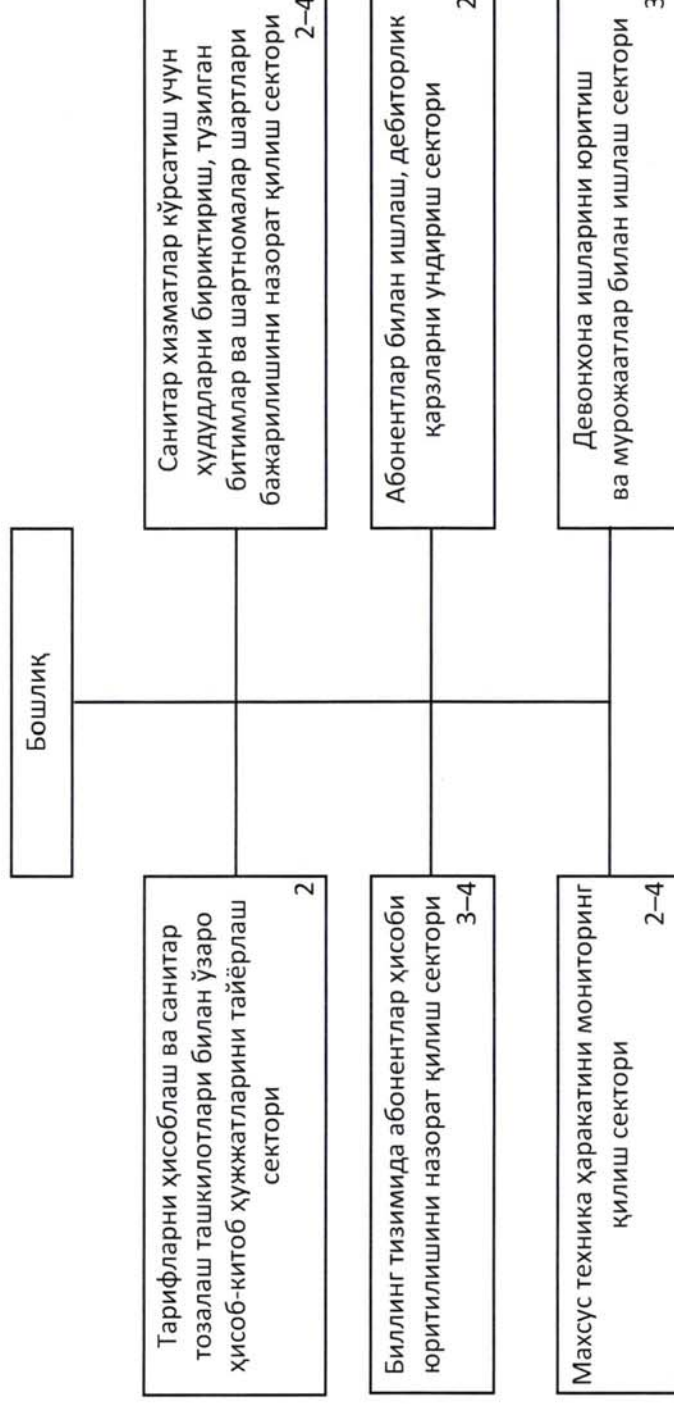 Бошлиқ
Тарифларни ҳисоблаш ва санитар
тозалаш ташкилотлари билан ўзаро
ҳисоб-китоб ҳужжатларини тайёрлаш
сектори
2
Санитар хизматлар кўрсатиш учун
ҳудудларни бириктириш, тузилган
битимлар ва шартномалар шартлари
бажарилишини назорат қилиш сектори
2–4
Биллинг тизимида абонентлар ҳисоби
юритилишини назорат қилиш сектори
3–4
Абонентлар билан ишлаш, дебиторлик
қарзларни ундириш сектори
2
Махсус техника ҳаракатини мониторинг
қилиш сектори
2–4
Девонхона ишларини юритиш
ва мурожаатлар билан ишлаш сектори
3